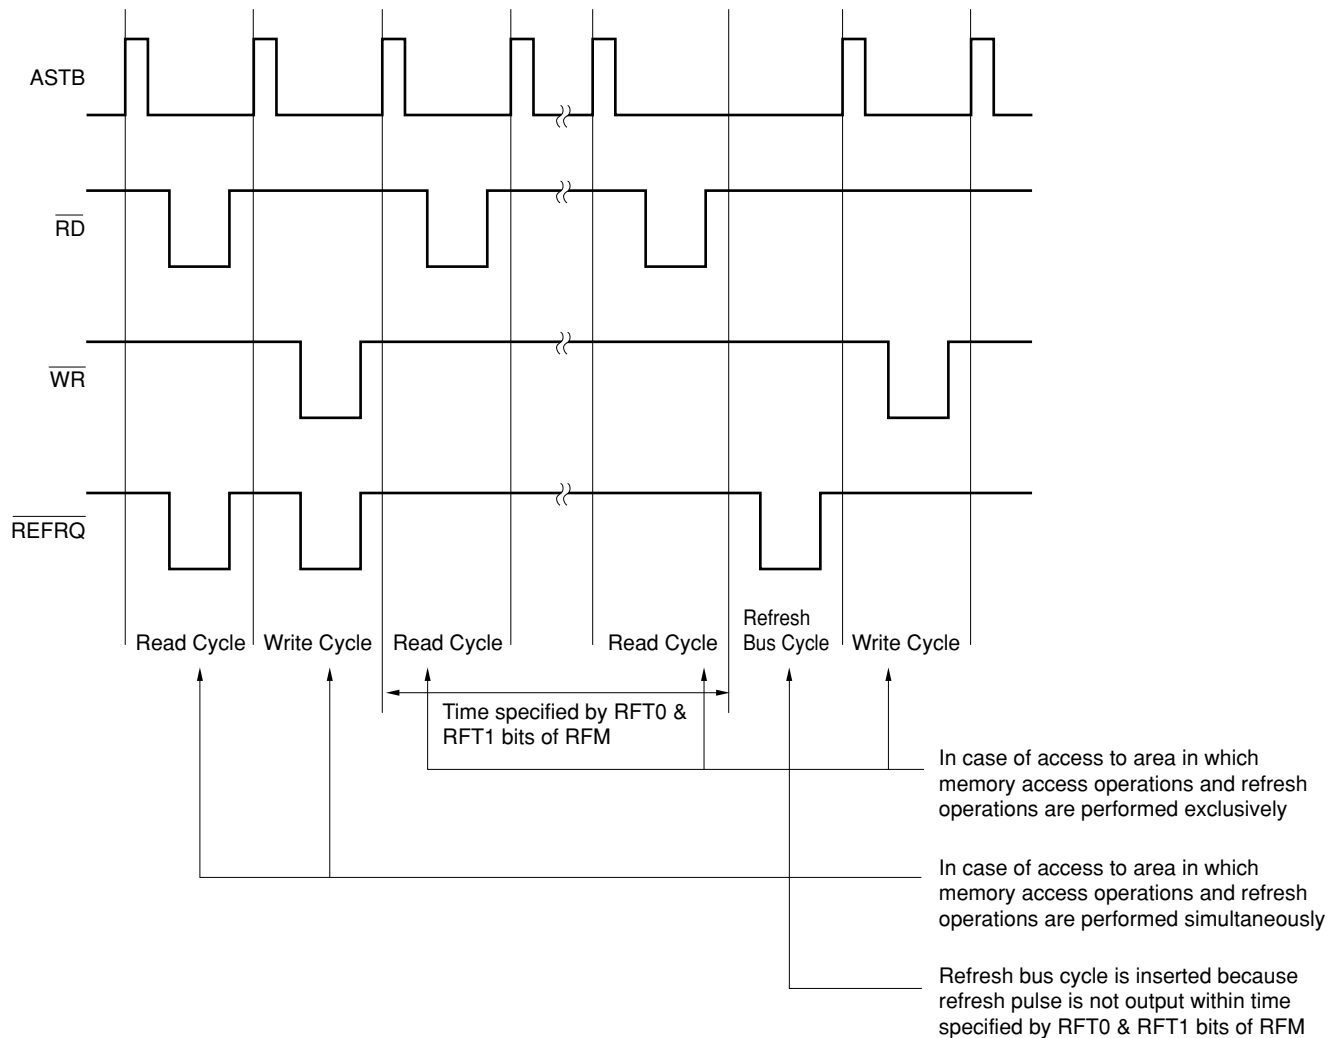 ASTB
RD
WR
REFRQ
Read Cycle
Write Cycle
Read Cycle
Read Cycle
Refresh
Bus Cycle
Write Cycle
Time specified by RFT0 &
RFT1 bits of RFM
In case of access to area in which
memory access operations and refresh
operations are performed exclusively
In case of access to area in which
memory access operations and refresh
operations are performed simultaneously
Refresh bus cycle is inserted because
refresh pulse is not output within time
specified by RFT0 & RFT1 bits of RFM